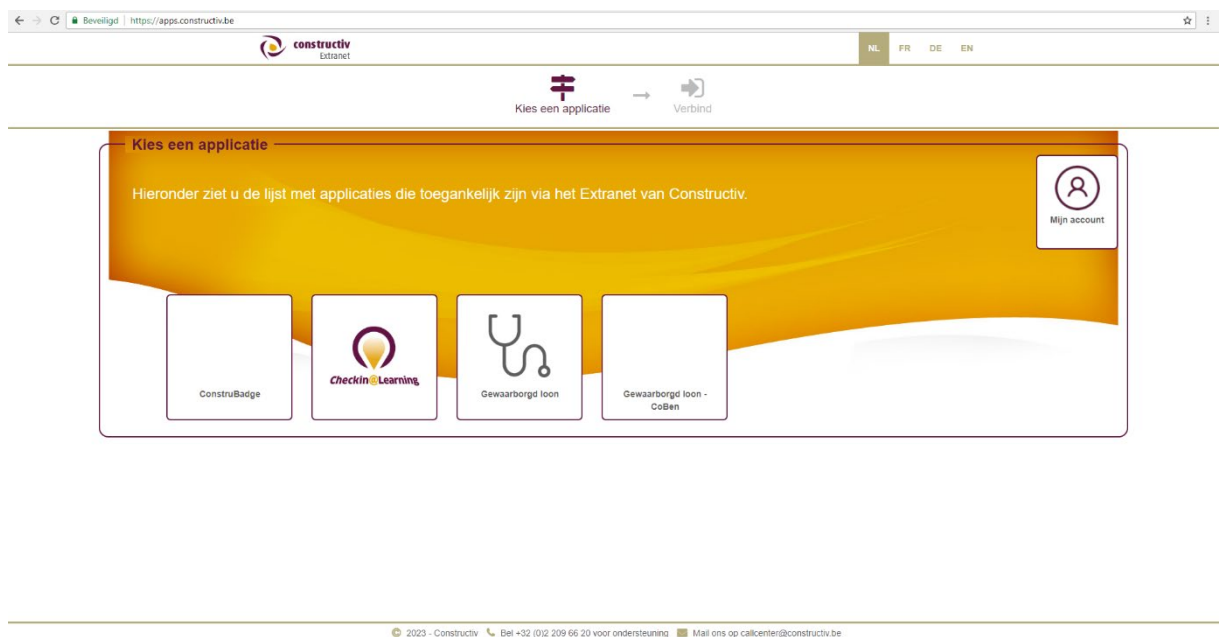 Beveiligd | https://apps.constructiv.be
constructiv
Extranet
NL FR DE EN
Kies een applicatie
Verbind
Kies een applicatie
Hieronder ziet u de lijst met applicaties die toegankelijk zijn via het Extranet van Constructiv.
Mijn account
ConstruBadge
Checkin@Learning
Gewaarborgd loon
Gewaarborgd loon -
CoBen
© 2023 - Constructiv Bel +32 (0)2 209 66 20 voor ondersteuning Mail ons op callcenter@constructiv.be